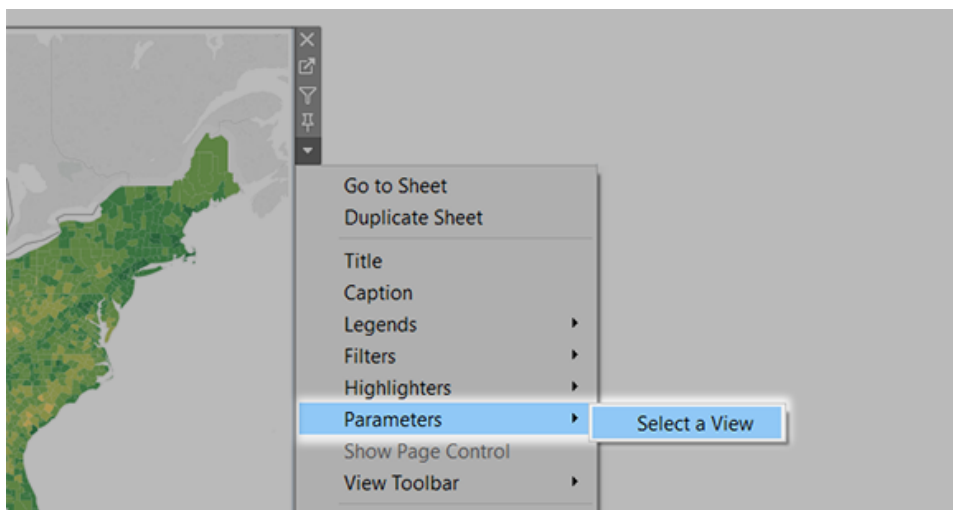 Go to Sheet
Duplicate Sheet
Title
Caption
Legends
Filters
Highlighters
Parameters
Select a View
Show Page Control
View Toolbar